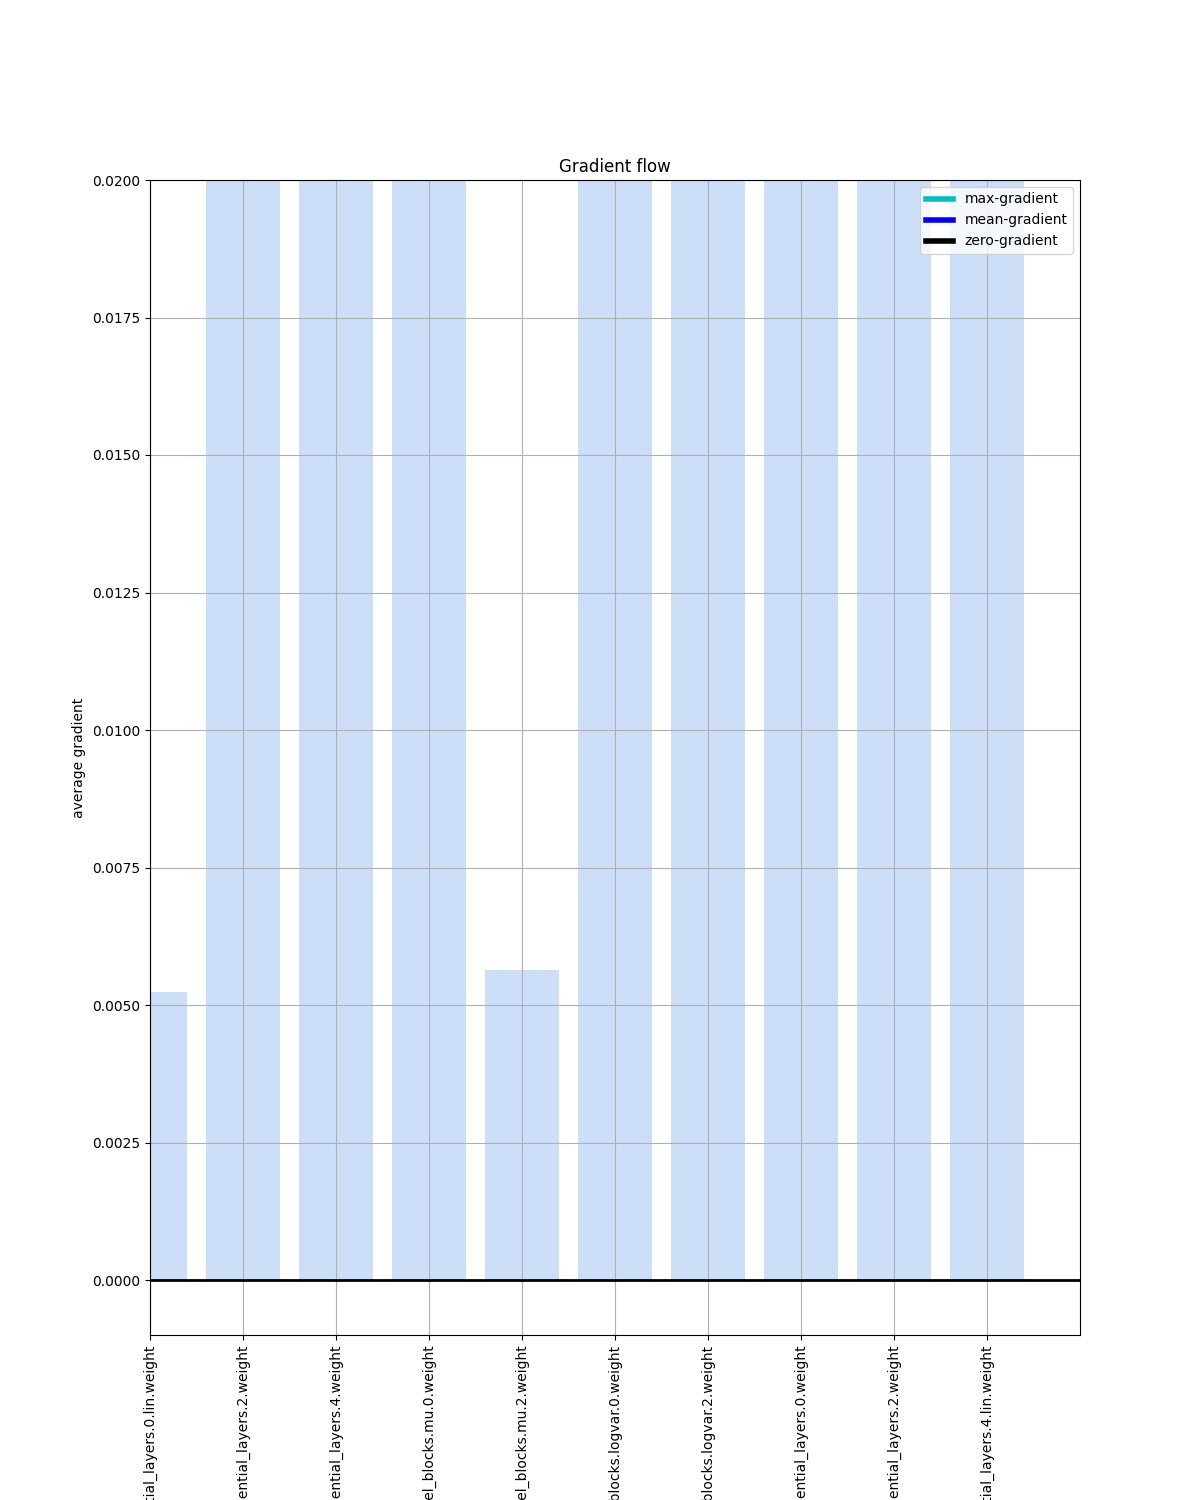 Gradient flow
max-gradient
mean-gradient
zero-gradient
0.0200
0.0175
0.0150
0.0125
0.0100
0.0075
0.0050
0.0025
0.0000
average gradient
tial_layers.0.lin.weight
ential_layers.2.weight
ential_layers.4.weight
el_blocks.mu.0.weight
el_blocks.mu.2.weight
blocks.logvar.0.weight
blocks.logvar.2.weight
ential_layers.0.weight
ential_layers.2.weight
tial_layers.4.lin.weight